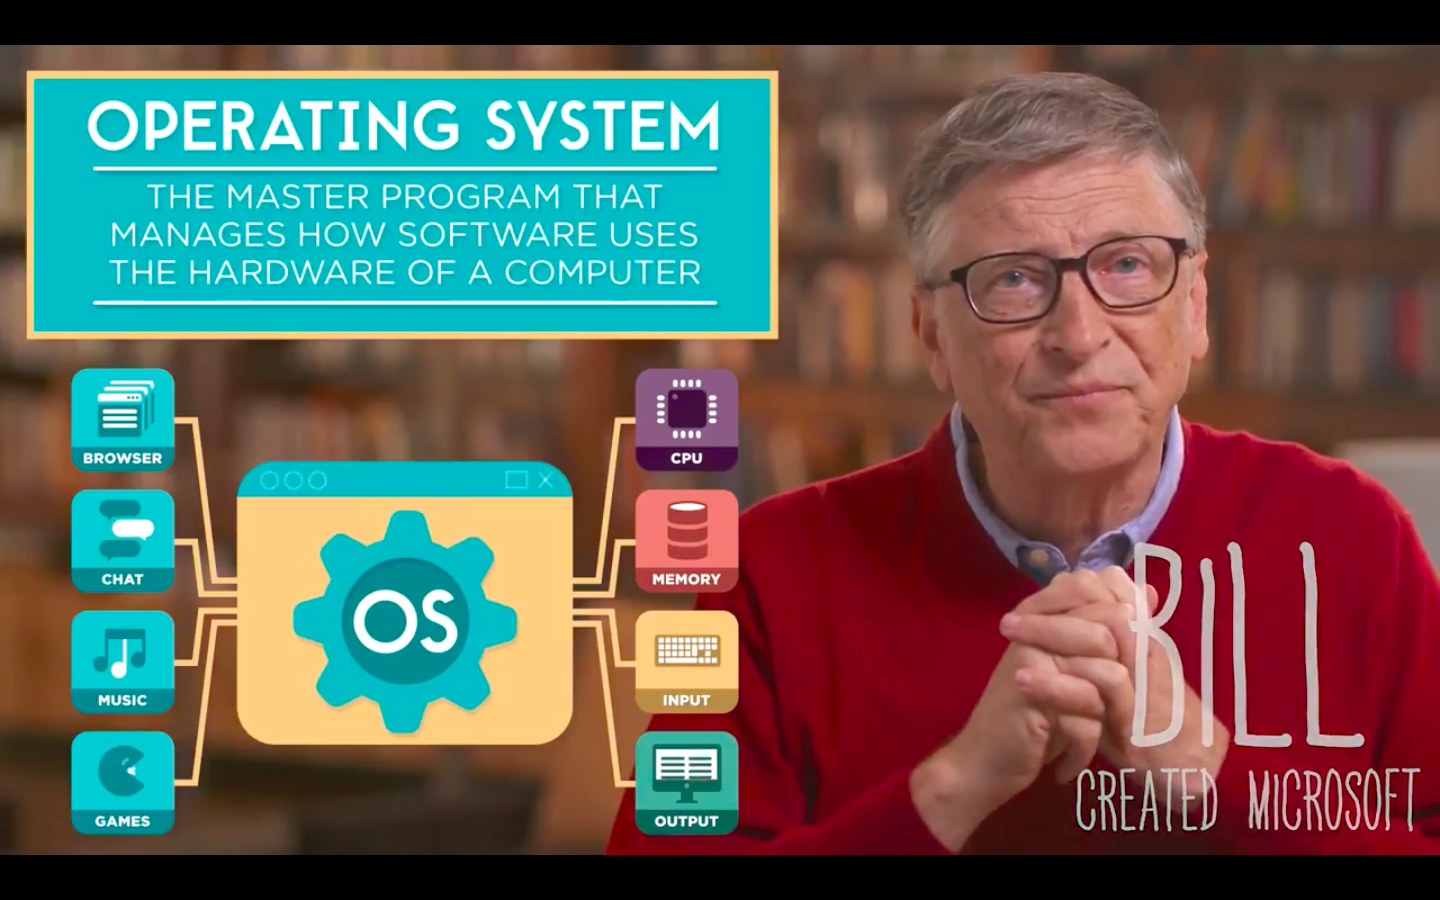 OPERATING SYSTEM
THE MASTER PROGRAM THAT
MANAGES HOW SOFTWARE USES
THE HARDWARE OF A COMPUTER
BROWSER
CHAT
MUSIC
GAMES
OS
CPU
MEMORY
INPUT
OUTPUT
BILL
CREATED MICROSOFT